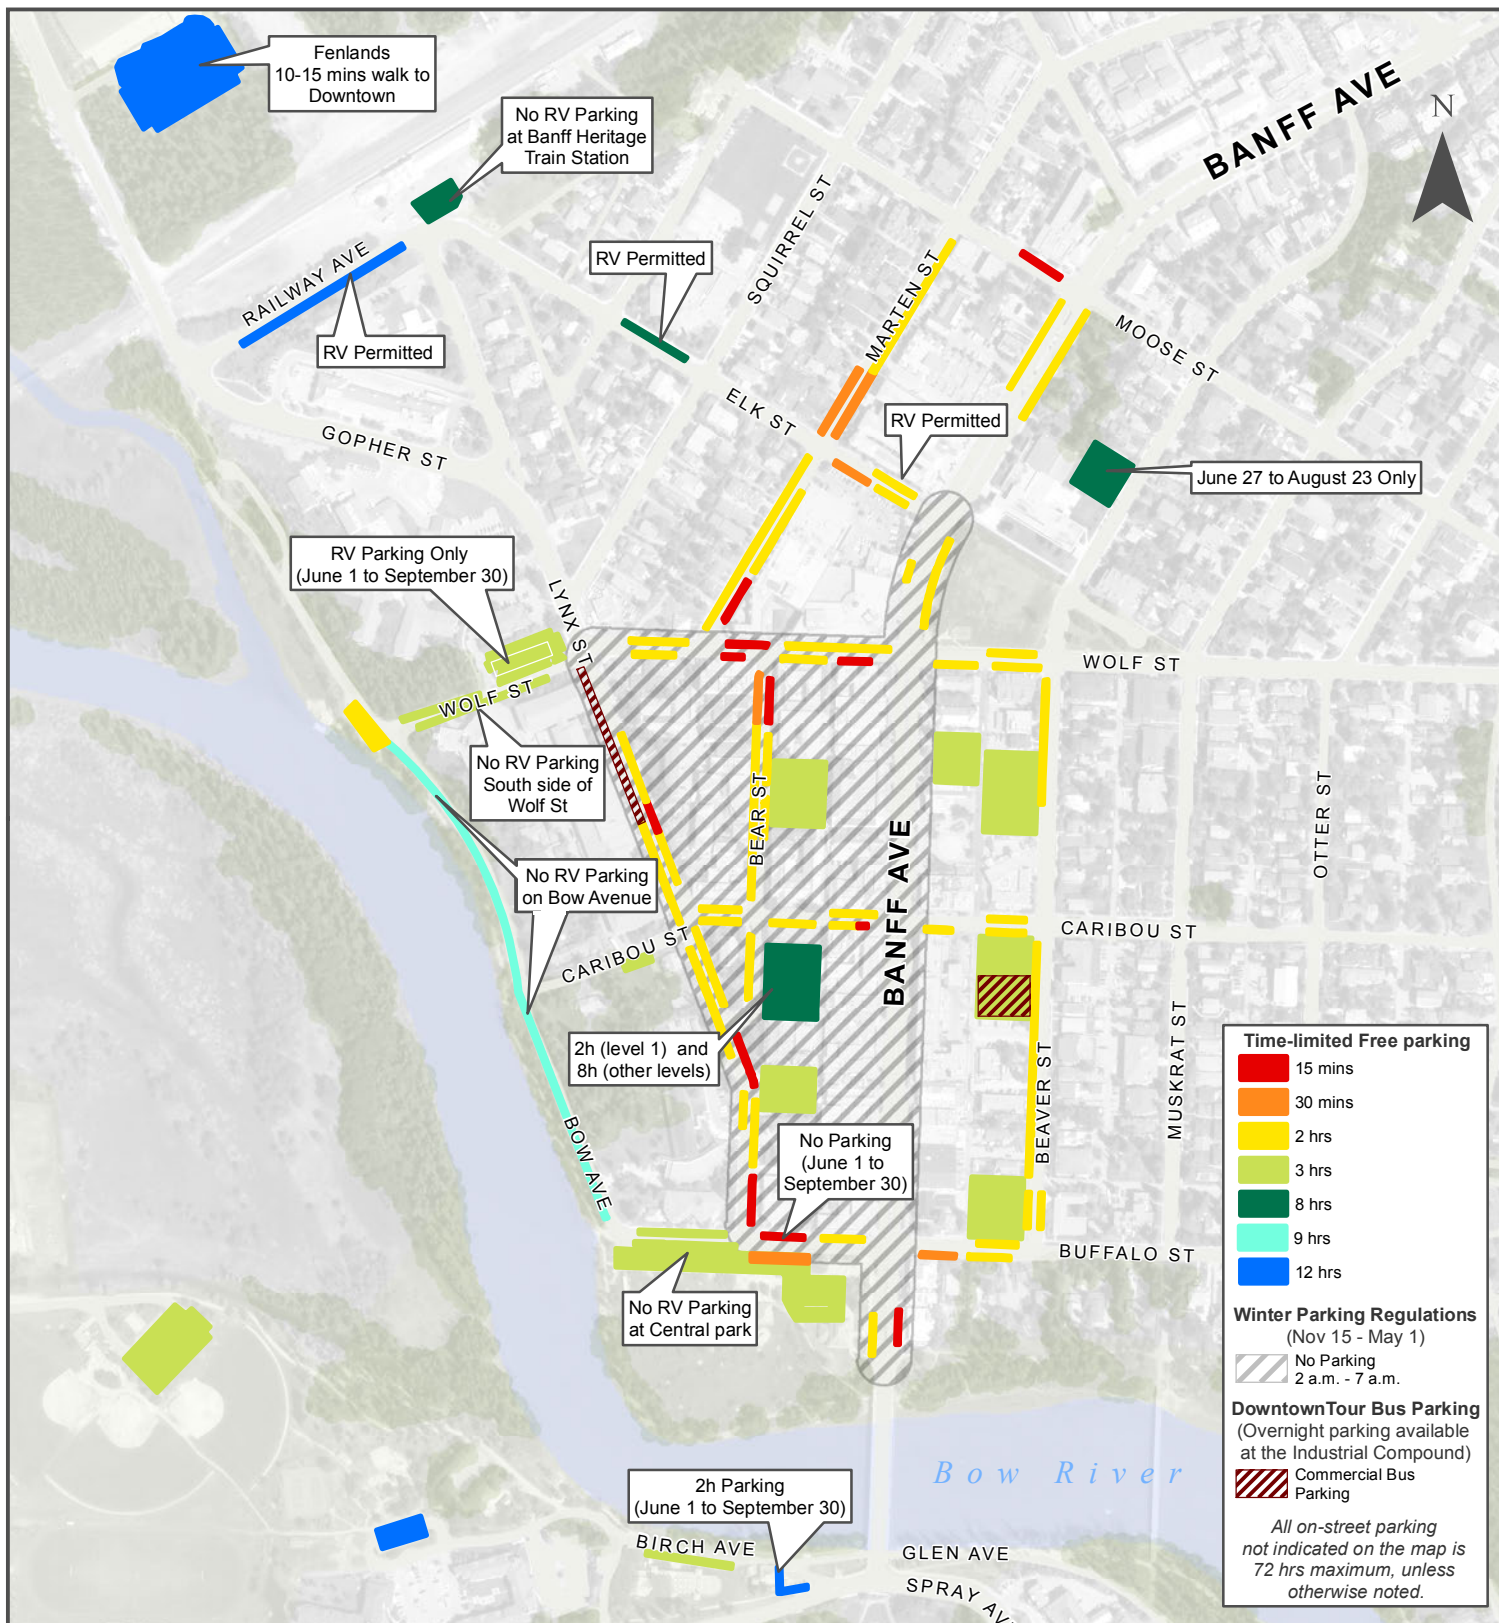 Fenlands
10-15 mins walk to
Downtown
No RV Parking
at Banff Heritage
Train Station
BANFF AVE
N
RAILWAY AVE
RV Permitted
RV Permitted
SQUIRREL ST
MARTEN ST
MOOSE ST
ELK ST
RV Permitted
GOPHER ST
June 27 to August 23 Only
RV Parking Only
(June 1 to September 30)
LYNX ST
WOLF ST
WOLF ST
No RV Parking
South side of
Wolf St
BEAR ST
BANFF AVE
OTTER ST
No RV Parking
on Bow Avenue
CARIBOU ST
CARIBOU ST
2h (level 1) and
8h (other levels)
MUSKRAT ST
BEAVER ST
BOW AVE
No Parking
(June 1 to
September 30)
BUFFALO ST
No RV Parking
at Central park
Bow River
2h Parking
(June 1 to September 30)
BIRCH AVE
GLEN AVE
SPRAY AVE
Time-limited Free parking
15 mins
30 mins
2 hrs
3 hrs
8 hrs
9 hrs
12 hrs
Winter Parking Regulations
(Nov 15 - May 1)
No Parking
2 a.m. - 7 a.m.
DowntownTour Bus Parking
(Overnight parking available
at the Industrial Compound)
Commercial Bus
Parking
All on-street parking
not indicated on the map is
72 hrs maximum, unless
otherwise noted.